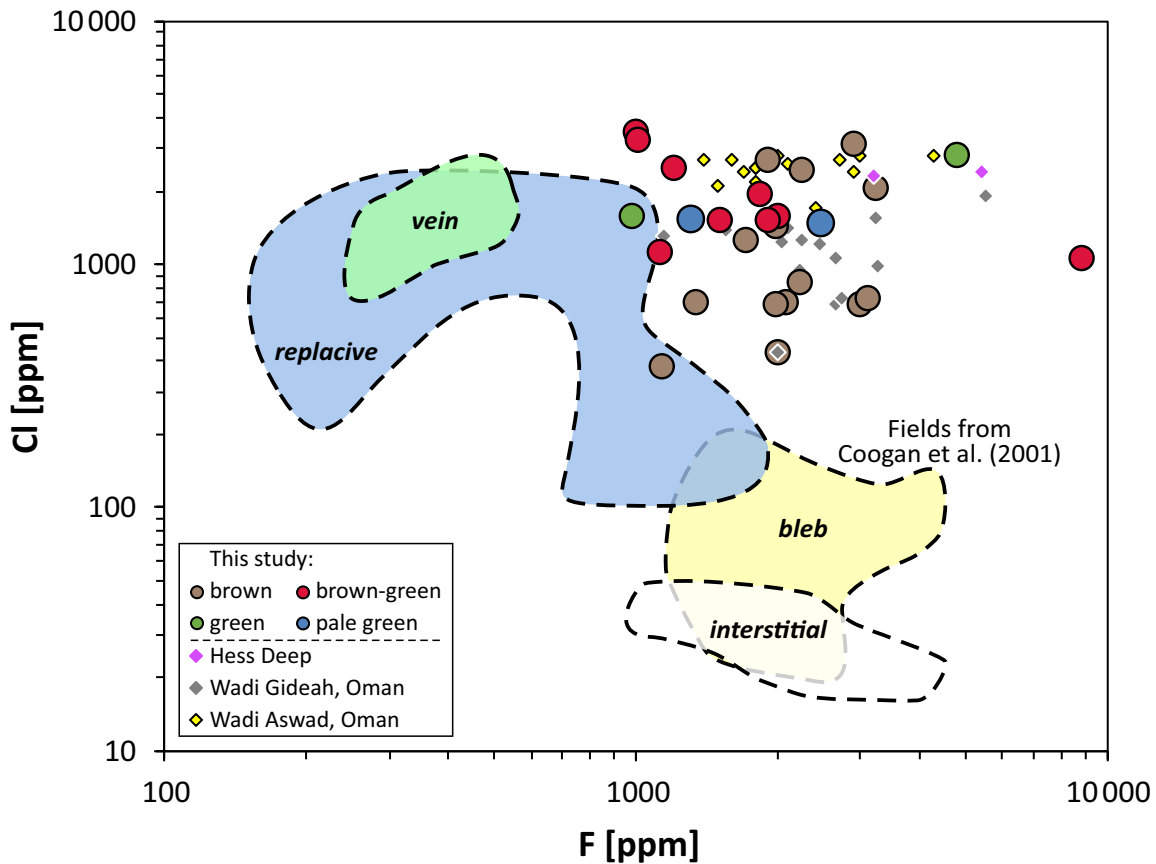 10 000
1000
100
10
Cl [ppm]
vein
replacive
Fields from
Coogan et al. (2001)
bleb
interstitial
This study:
brown
brown-green
green
pale green
Hess Deep
Wadi Gideah, Oman
Wadi Aswad, Oman
100
1000
10 000
F [ppm]